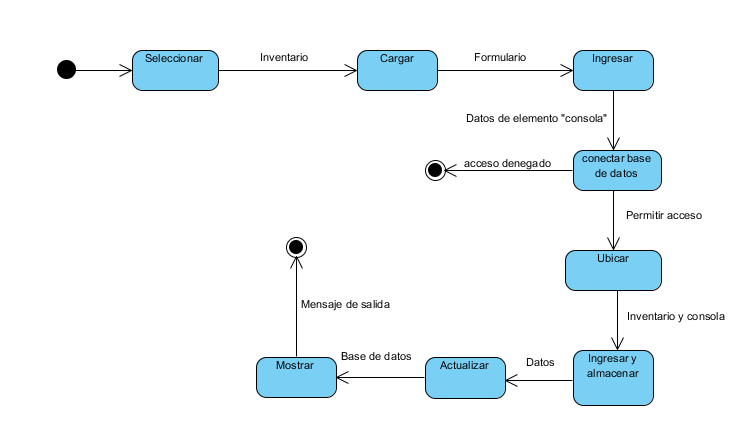 Seleccionar
Inventario
Cargar
Formulario
Ingresar
Datos de elemento "consola"
conectar base
de datos
acceso denegado
Permitir acceso
Ubicar
Inventario y consola
Ingresar y
almacenar
Datos
Actualizar
Base de datos
Mostrar
Mensaje de salida